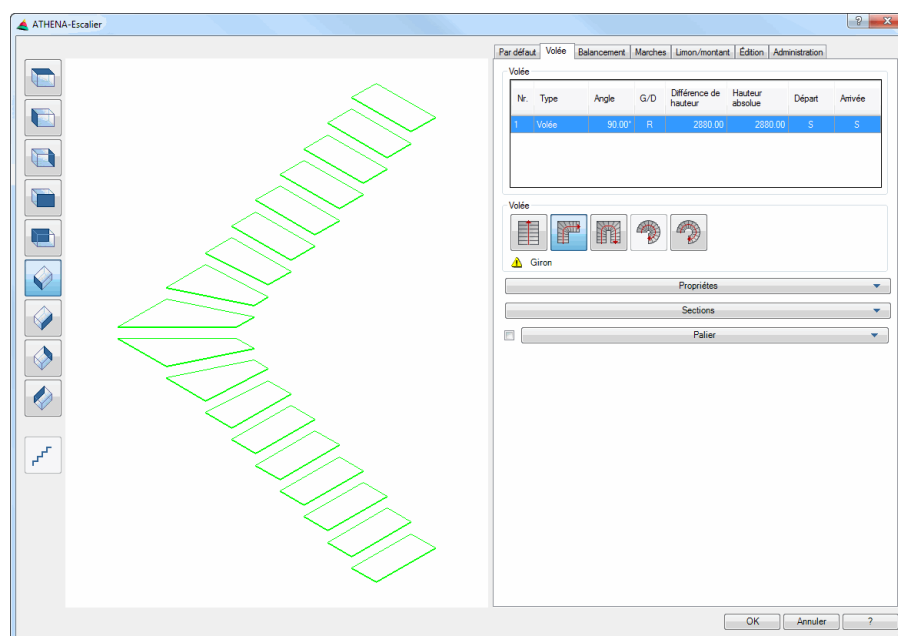 ATHENA-Escalier
?
Par défaut Volée Balancement Marches Limon/montant Édition Administration
Volée
Nr. Type Angle G/D Différence de hauteur Hauteur absolue Départ Arrivée
1 Volée 90.00° R 2880.00 2880.00 S S
Volée
Giron
Propriétes
Sections
Palier
OK Annuler ?